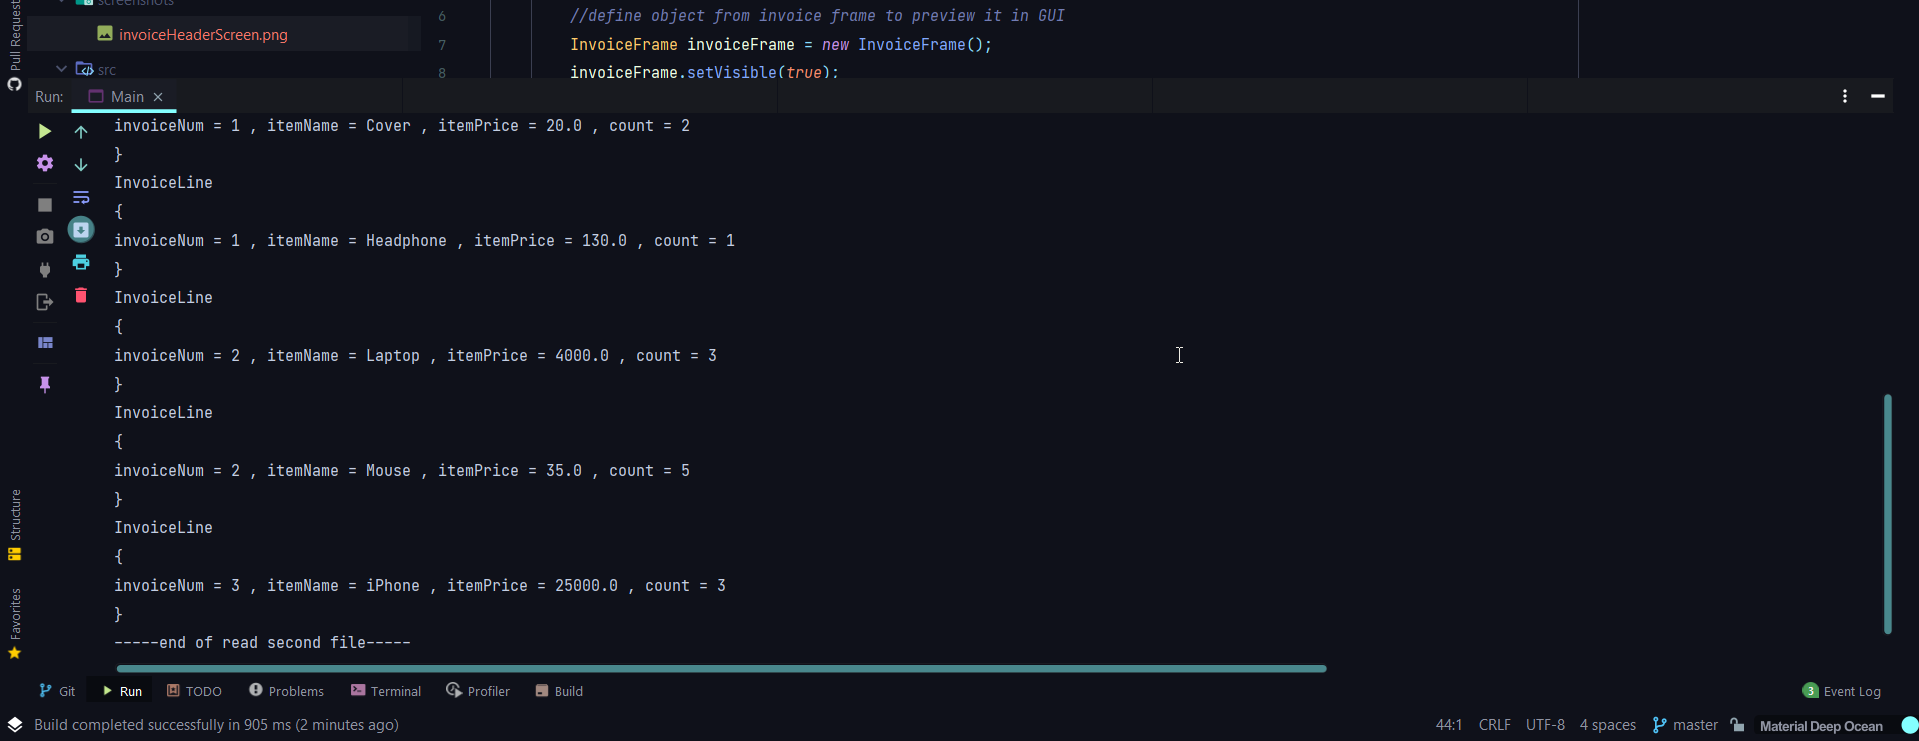 screenshots
invoiceHeaderScreen.png
src
Pull Request
6 //define object from invoice frame to preview it in GUI
7 InvoiceFrame invoiceFrame = new InvoiceFrame();
8 invoiceFrame.setVisible(true);
Run: Main
invoiceNum = 1 , itemName = Cover , itemPrice = 20.0 , count = 2
}
InvoiceLine
{
invoiceNum = 1 , itemName = Headphone , itemPrice = 130.0 , count = 1
}
InvoiceLine
{
invoiceNum = 2 , itemName = Laptop , itemPrice = 4000.0 , count = 3
}
InvoiceLine
{
invoiceNum = 2 , itemName = Mouse , itemPrice = 35.0 , count = 5
}
InvoiceLine
{
invoiceNum = 3 , itemName = iPhone , itemPrice = 25000.0 , count = 3
}
-----end of read second file-----
Structure
Favorites
Git Run TODO Problems Terminal Profiler Build 3 Event Log
Build completed successfully in 905 ms (2 minutes ago) 44:1 CRLF UTF-8 4 spaces master Material Deep Ocean